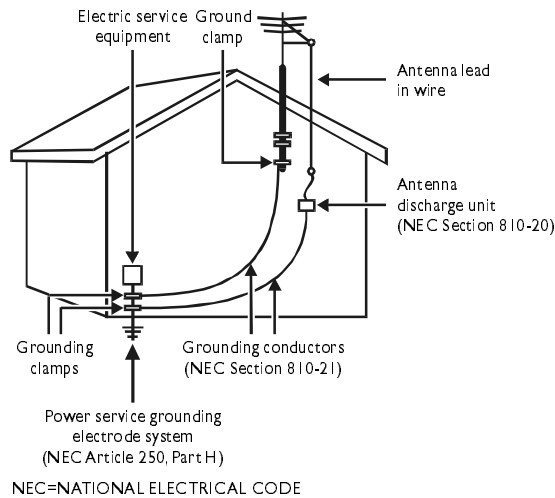 Electric service
equipment
Ground
clamp
Antenna lead
in wire
Antenna
discharge unit
(NEC Section 810-20)
Grounding
clamps
Grounding conductors
(NEC Section 810-21)
Power service grounding
electrode system
(NEC Article 250, Part H)
NEC=NATIONAL ELECTRICAL CODE